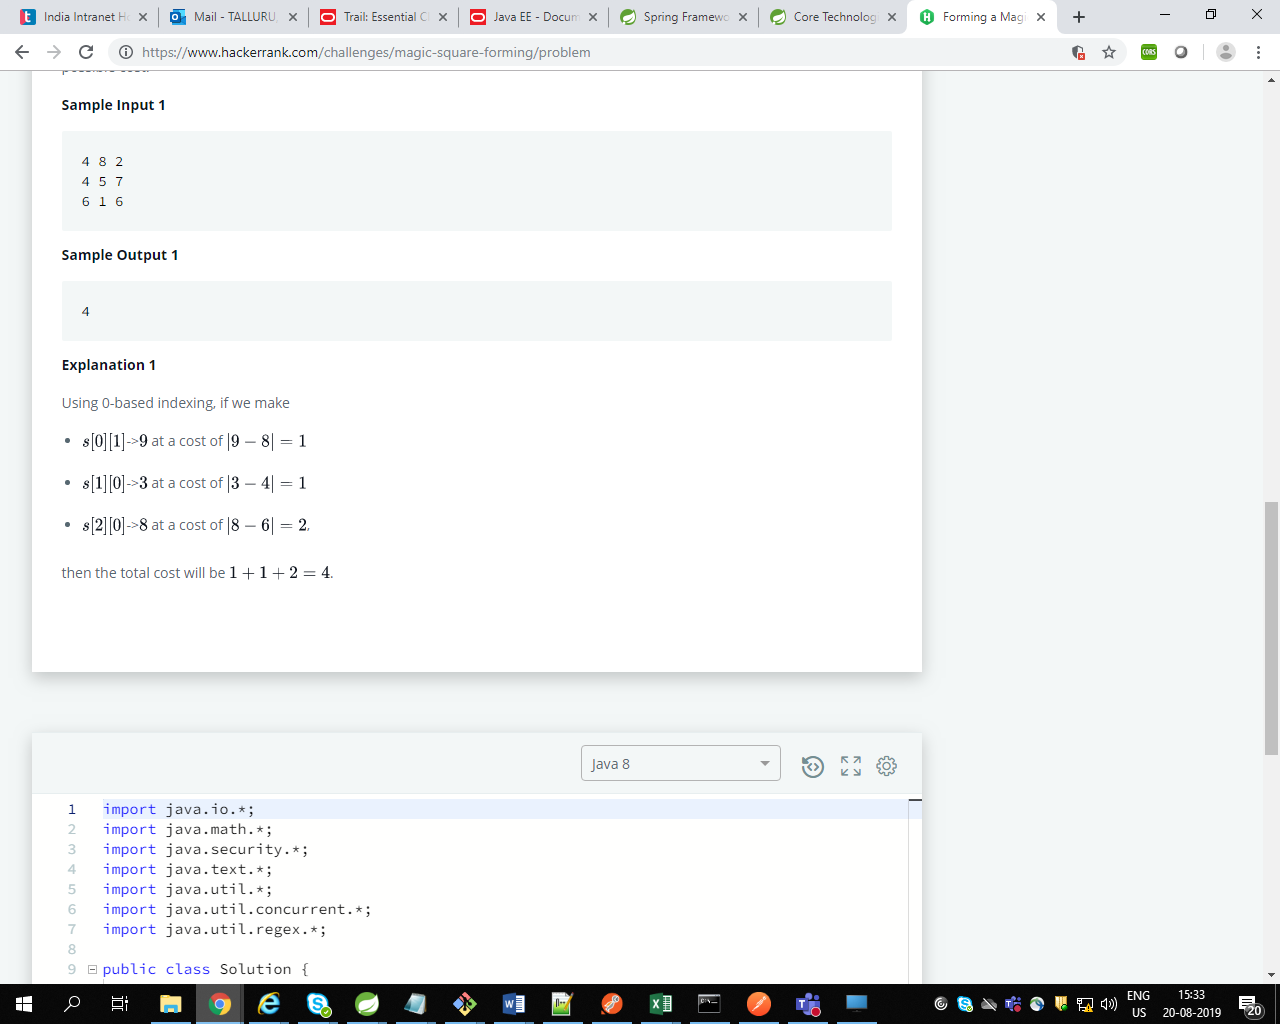 India Intranet Ho
Mail - TALLURU,
Trail: Essential C
Java EE - Docum
Spring Framewo
Core Technolog
Forming a Mag
https://www.hackerrank.com/challenges/magic-square-forming/problem
CORS
possible cost.
Sample Input 1
4 8 2
4 5 7
6 1 6
Sample Output 1
4
Explanation 1
Using 0-based indexing, if we make
• s[0][1]->9 at a cost of |9 − 8| = 1
• s[1][0]->3 at a cost of |3 − 4| = 1
• s[2][0]->8 at a cost of |8 − 6| = 2,
then the total cost will be 1 + 1 + 2 = 4.
Java 8
1 import java.io.*;
2 import java.math.*;
3 import java.security.*;
4 import java.text.*;
5 import java.util.*;
6 import java.util.concurrent.*;
7 import java.util.regex.*;
8
9 public class Solution {
ENG
US
15:33
20-08-2019
20